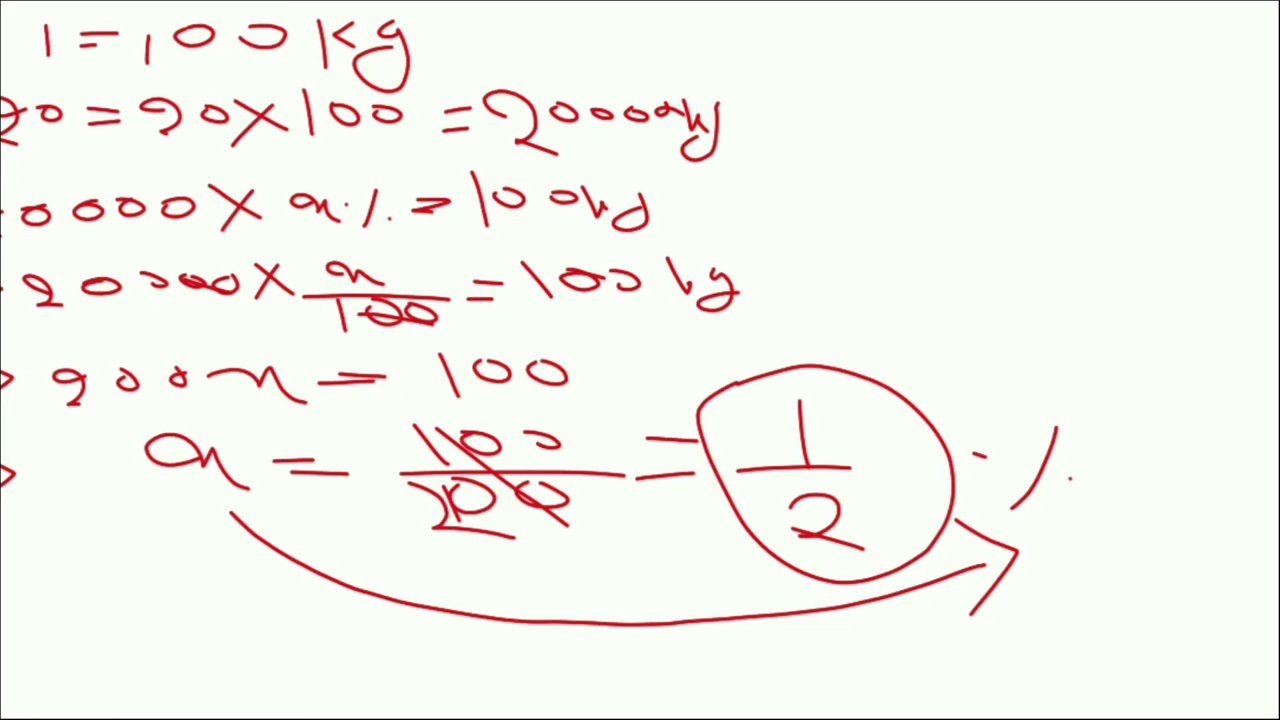 1 = 100 kg
20 = 20 X 100 = 20000 kg
0000 X x % = 100 kg
20000 X x/100 = 100 kg
200x = 100
x = 100/200 = 1/2 %